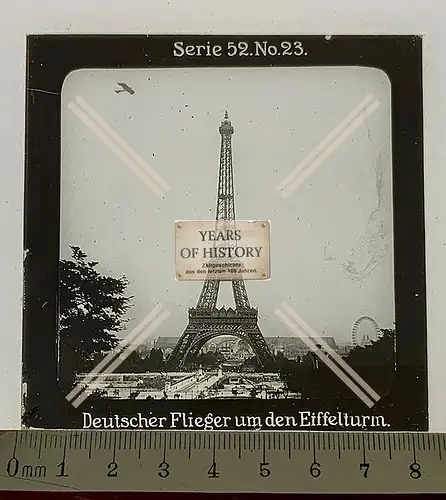 Serie 52. No. 23.
YEARS
OF HISTORY
Zeitgeschichte
aus den letzten 100 Jahren.
Deutscher Flieger um den Eiffelturm.
0mm 1 2 3 4 5 6 7 8